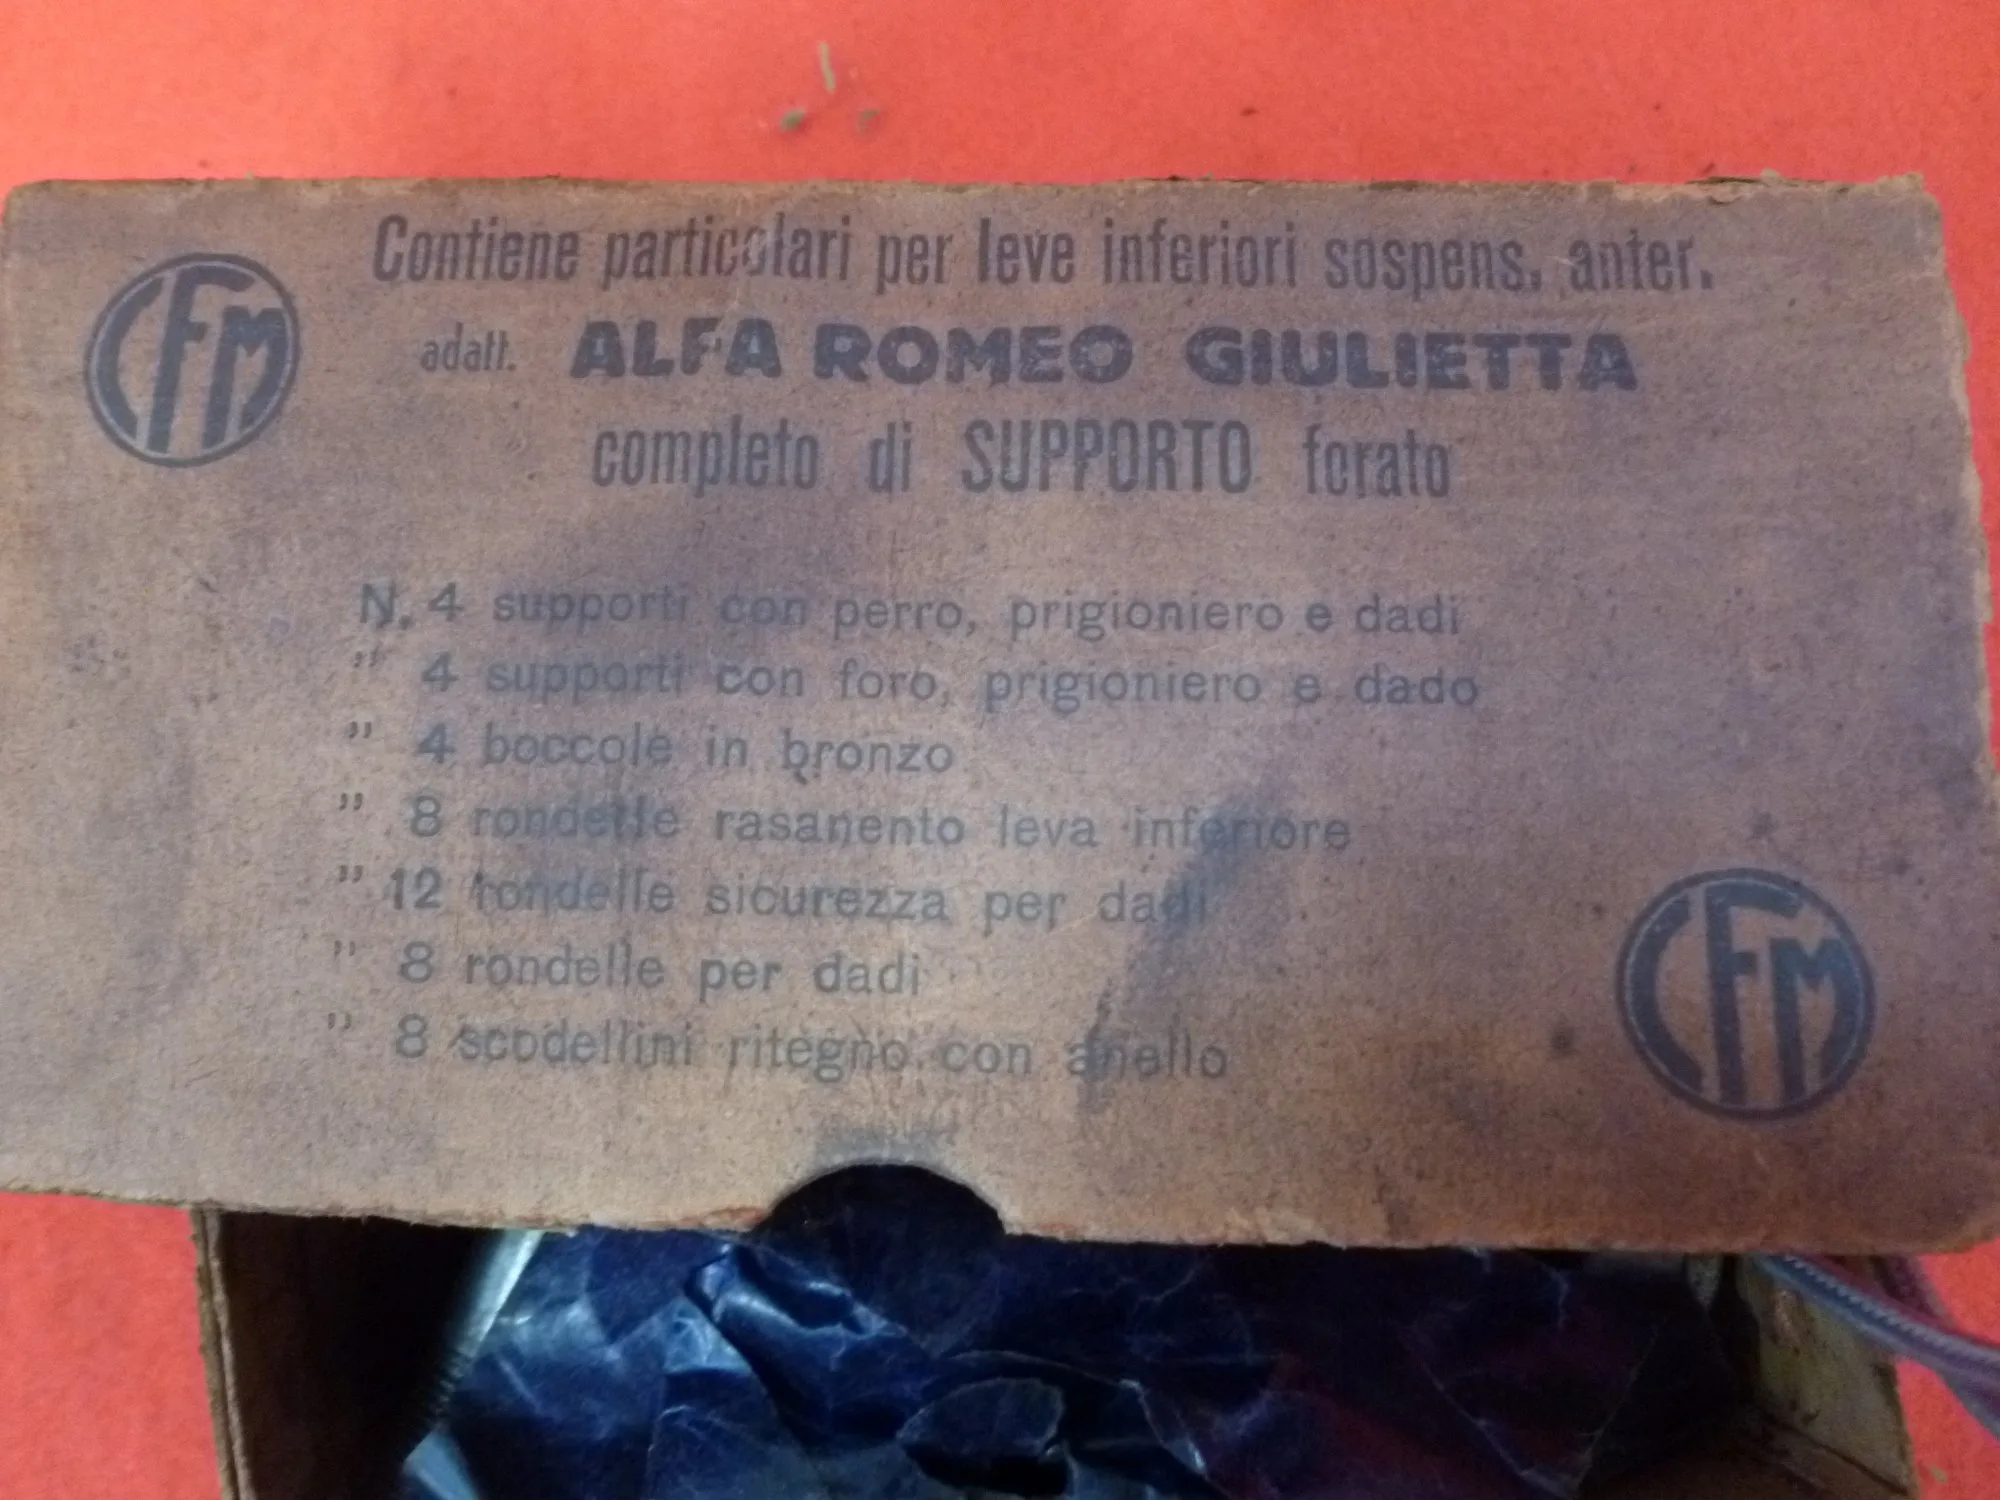 CFM
Contiene particolari per leve inferiori sospens. anter.
adatt. ALFA ROMEO GIULIETTA
completo di SUPPORTO forato
N. 4 supporti con perro, prigioniero e dadi
" 4 supporti con foro, prigioniero e dado
" 4 boccole in bronzo
" 8 rondelle rasanento leva inferiore
" 12 rondelle sicurezza per dadi
" 8 rondelle per dadi
" 8 scodellini ritegno con anello
CFM